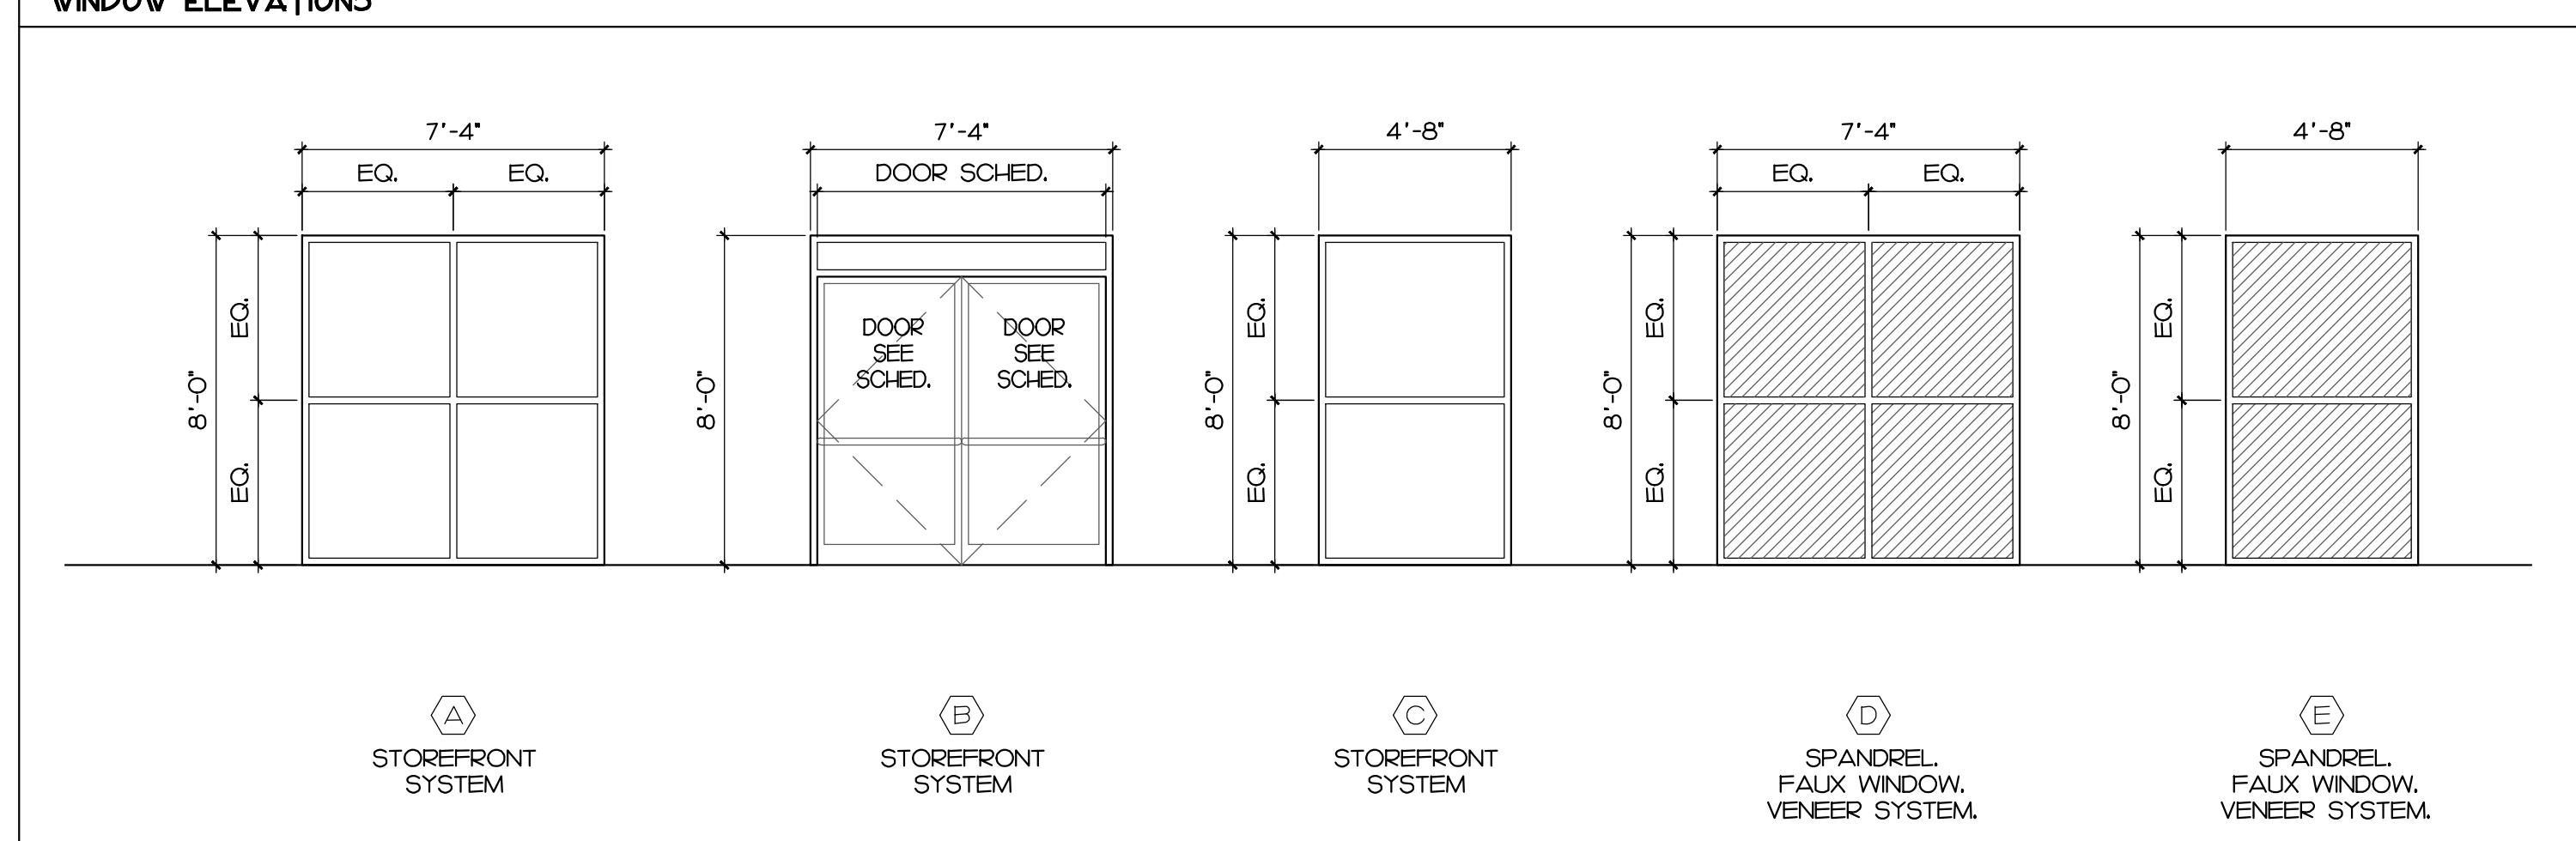 WINDOW ELEVATIONS
7'-4"
EQ. EQ.
8'-0"
EQ.
EQ.
A
STOREFRONT
SYSTEM
7'-4"
DOOR SCHED.
8'-0"
DOOR
SEE
SCHED.
DOOR
SEE
SCHED.
B
STOREFRONT
SYSTEM
4'-8"
8'-0"
EQ.
EQ.
C
STOREFRONT
SYSTEM
7'-4"
EQ. EQ.
8'-0"
EQ.
EQ.
D
SPANDREL.
FAUX WINDOW.
VENEER SYSTEM.
4'-8"
8'-0"
EQ.
EQ.
E
SPANDREL.
FAUX WINDOW.
VENEER SYSTEM.